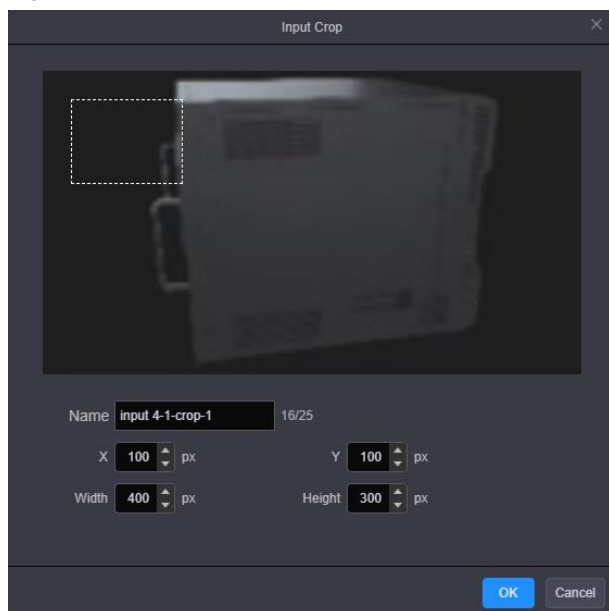 Input Crop
Name input 4-1-crop-1 16/25
X 100 px Y 100 px
Width 400 px Height 300 px
OK Cancel